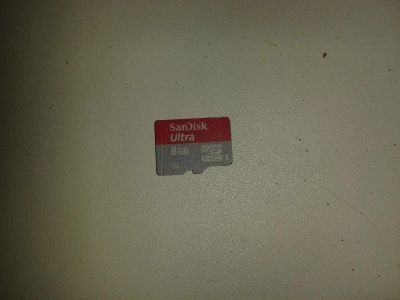 SanDisk
Ultra
8GB
I